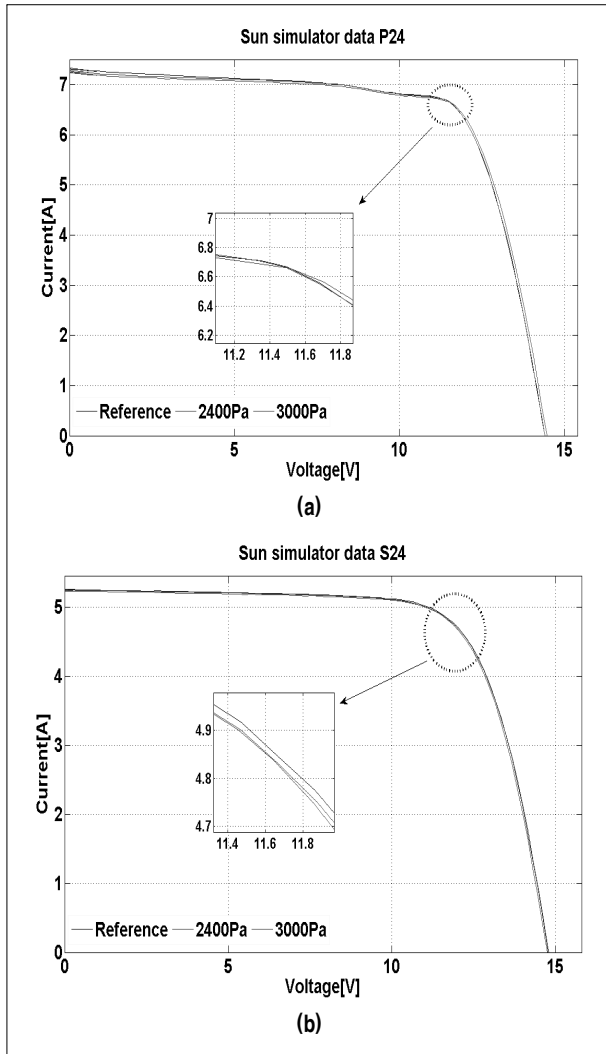 Sun simulator data P24
7
6
5
4
3
2
1
0
Current[A]
7
6.8
6.6
6.4
6.2
11.2 11.4 11.6 11.8
Reference 2400Pa 3000Pa
0 5 10 15
Voltage[V]
(a)
Sun simulator data S24
5
4
3
2
1
0
Current[A]
4.9
4.8
4.7
11.4 11.6 11.8
Reference 2400Pa 3000Pa
0 5 10 15
Voltage[V]
(b)